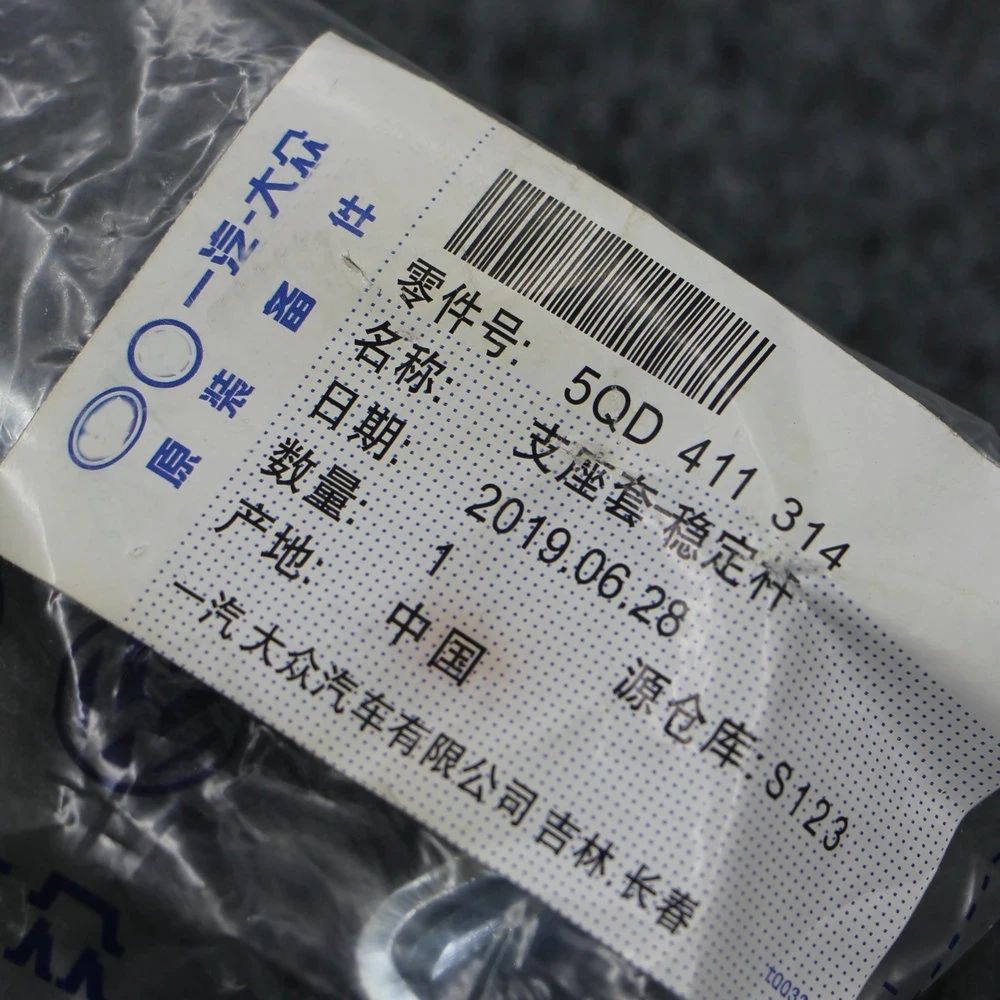 一汽-大众
原装备件
零件号: 5QD 411 314
名称: 支座套-稳定杆
日期: 2019.06.28
数量: 1
产地: 中国 源仓库: S123
一汽 大众汽车有限公司 吉林.长春